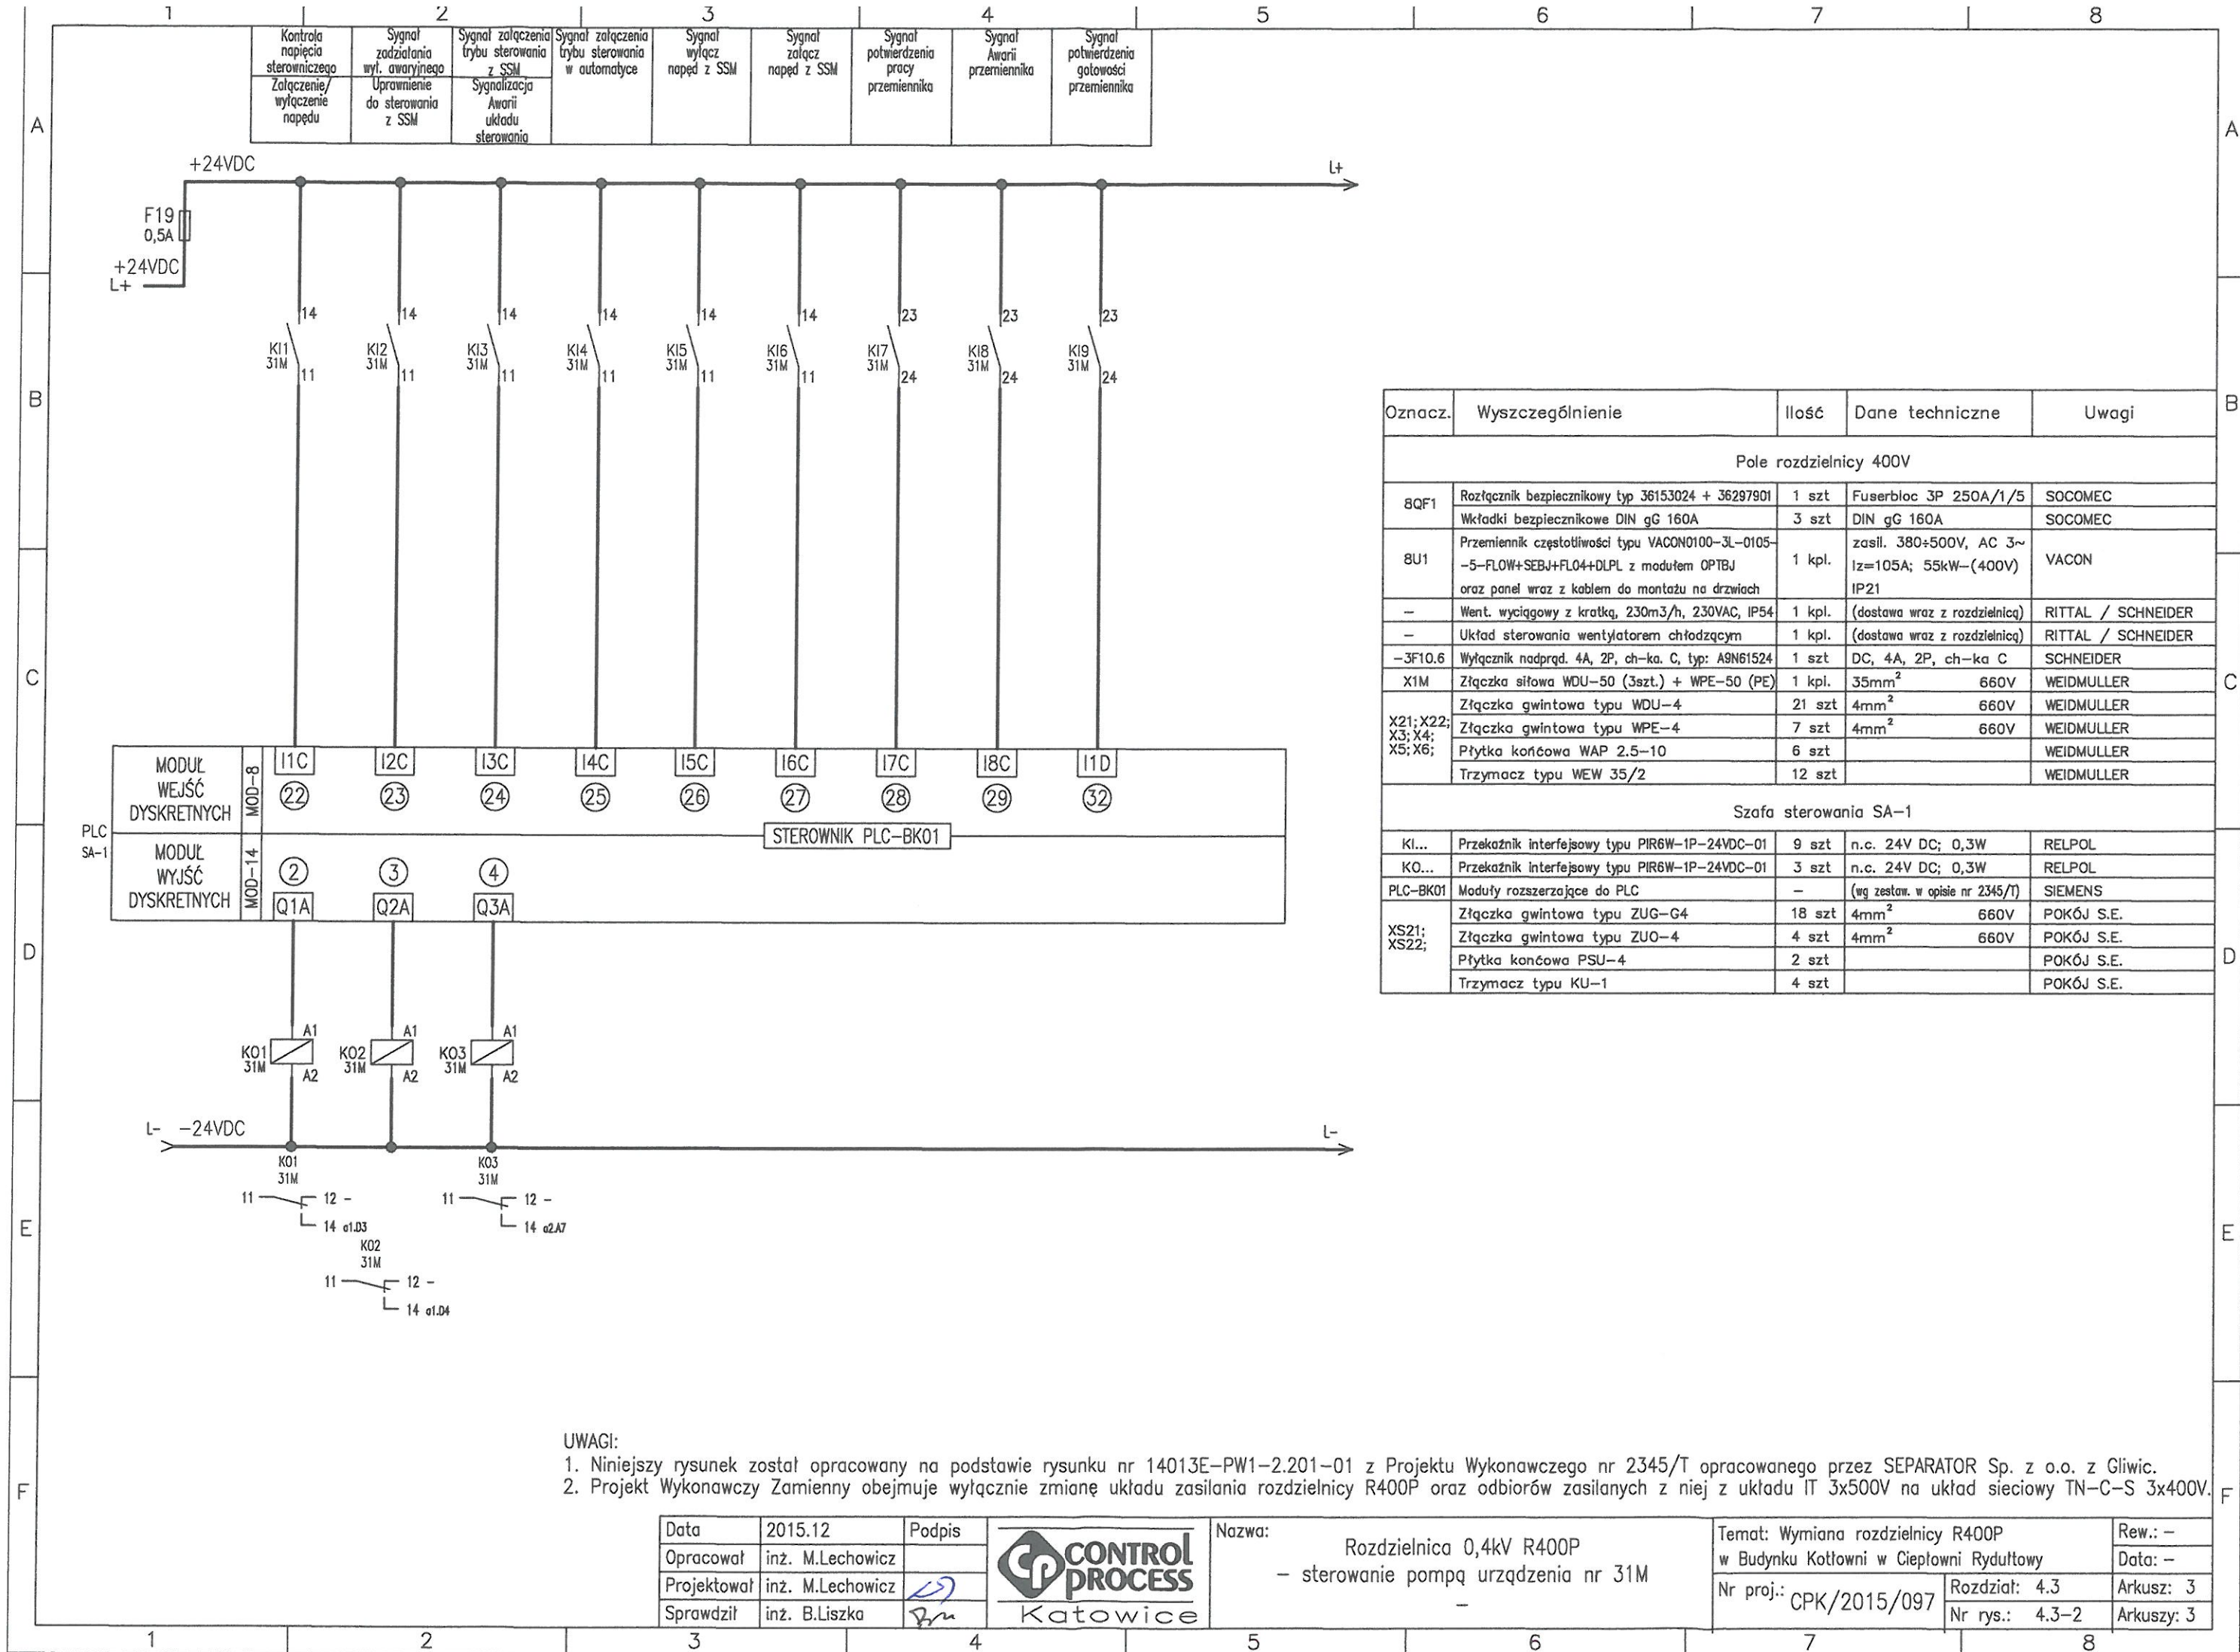 1 2 3 4 5 6 7 8
Kontrola
napięcia
sterowniczego
Załączenie/
wyłączenie
napędu
Sygnał
zadziałania
wył. awaryjnego
Uprawnienie
do sterowania
z SSM
Sygnał załączenia
trybu sterowania
z SSM
Sygnalizacja
Awarii
układu
sterowania
Sygnał załączenia
trybu sterowania
w automatyce
Sygnał
wyłącz
napęd z SSM
Sygnał
załącz
napęd z SSM
Sygnał
potwierdzenia
pracy
przemiennika
Sygnał
Awarii
przemiennika
Sygnał
potwierdzenia
gotowości
przemiennika
A A
+24VDC L+
F19
0,5A
+24VDC
L+
14 14 14 14 14 14 23 23 23
KI1 KI2 KI3 KI4 KI5 KI6 KI7 KI8 KI9
31M 31M 31M 31M 31M 31M 31M 31M 31M
11 11 11 11 11 11 24 24 24
B B
Oznacz. Wyszczególnienie Ilość Dane techniczne Uwagi
Pole rozdzielnicy 400V
8QF1
Rozłącznik bezpiecznikowy typ 36153024 + 36297901 1 szt Fuserbloc 3P 250A/1/5 SOCOMEC
Wkładki bezpiecznikowe DIN gG 160A 3 szt DIN gG 160A SOCOMEC
8U1
Przemiennik częstotliwości typu VACON0100-3L-0105- zasil. 380÷500V, AC 3~
-5-FLOW+SEBJ+FL04+DLPL z modułem OPTBJ 1 kpl. Iz=105A; 55kW-(400V) VACON
oraz panel wraz z kablem do montażu na drzwiach IP21
- Went. wyciągowy z kratką, 230m3/h, 230VAC, IP54 1 kpl. (dostawa wraz z rozdzielnicą) RITTAL / SCHNEIDER
- Układ sterowania wentylatorem chłodzącym 1 kpl. (dostawa wraz z rozdzielnicą) RITTAL / SCHNEIDER
-3F10.6 Wyłącznik nadprąd. 4A, 2P, ch-ka. C, typ: A9N61524 1 szt DC, 4A, 2P, ch-ka C SCHNEIDER
X1M Złączka siłowa WDU-50 (3szt.) + WPE-50 (PE) 1 kpl. 35mm² 660V WEIDMULLER
X21; X22;
X3; X4;
X5; X6;
Złączka gwintowa typu WDU-4 21 szt 4mm² 660V WEIDMULLER
Złączka gwintowa typu WPE-4 7 szt 4mm² 660V WEIDMULLER
Płytka końcowa WAP 2.5-10 6 szt WEIDMULLER
Trzymacz typu WEW 35/2 12 szt WEIDMULLER
Szafa sterowania SA-1
KI... Przekaźnik interfejsowy typu PIR6W-1P-24VDC-01 9 szt n.c. 24V DC; 0,3W RELPOL
KO... Przekaźnik interfejsowy typu PIR6W-1P-24VDC-01 3 szt n.c. 24V DC; 0,3W RELPOL
PLC-BK01 Moduły rozszerzające do PLC - (wg zestaw. w opisie nr 2345/T) SIEMENS
XS21;
XS22;
Złączka gwintowa typu ZUG-G4 18 szt 4mm² 660V POKÓJ S.E.
Złączka gwintowa typu ZUO-4 4 szt 4mm² 660V POKÓJ S.E.
Płytka końcowa PSU-4 2 szt POKÓJ S.E.
Trzymacz typu KU-1 4 szt POKÓJ S.E.
C C
MODUŁ
WEJŚĆ
DYSKRETNYCH
MOD-8
I1C I2C I3C I4C I5C I6C I7C I8C I1D
22 23 24 25 26 27 28 29 32
PLC
SA-1
STEROWNIK PLC-BK01
MODUŁ
WYJŚĆ
DYSKRETNYCH
MOD-14
2 3 4
Q1A Q2A Q3A
D D
A1 A1 A1
KO1 KO2 KO3
31M 31M 31M
A2 A2 A2
L- -24VDC L-
KO1
31M
11 12 -
14 a1.D3
KO3
31M
11 12 -
14 a2.A7
KO2
31M
11 12 -
14 a1.D4
E E
UWAGI:
1. Niniejszy rysunek został opracowany na podstawie rysunku nr 14013E-PW1-2.201-01 z Projektu Wykonawczego nr 2345/T opracowanego przez SEPARATOR Sp. z o.o. z Gliwic.
2. Projekt Wykonawczy Zamienny obejmuje wyłącznie zmianę układu zasilania rozdzielnicy R400P oraz odbiorów zasilanych z niej z układu IT 3x500V na układ sieciowy TN-C-S 3x400V.
F F
Data 2015.12 Podpis
Opracował inż. M.Lechowicz
Projektował inż. M.Lechowicz
Sprawdził inż. B.Liszka
CP CONTROL
PROCESS
Katowice
Nazwa:
Rozdzielnica 0,4kV R400P
- sterowanie pompą urządzenia nr 31M
-
Temat: Wymiana rozdzielnicy R400P
w Budynku Kotłowni w Ciepłowni Rydułtowy
Nr proj.: CPK/2015/097
Rozdział: 4.3
Nr rys.: 4.3-2
Rew.: -
Data: -
Arkusz: 3
Arkuszy: 3
1 2 3 4 5 6 7 8